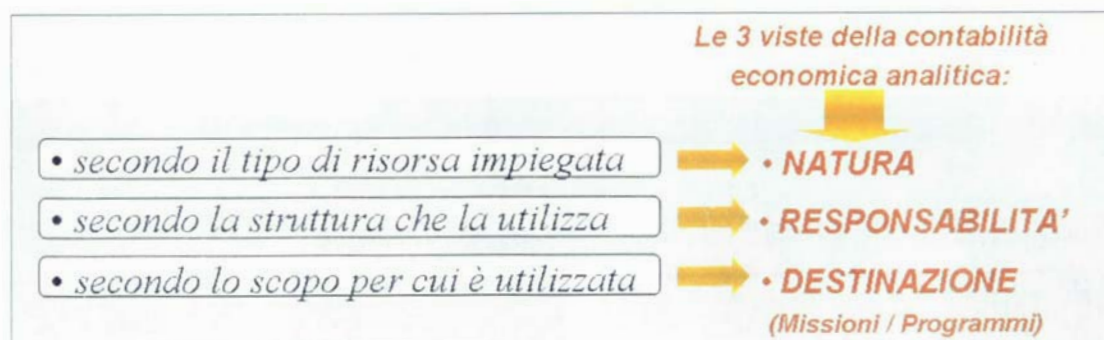 Le 3 viste della contabilità
economica analitica:
• secondo il tipo di risorsa impiegata
• NATURA
• secondo la struttura che la utilizza
• RESPONSABILITA'
• secondo lo scopo per cui è utilizzata
• DESTINAZIONE
(Missioni / Programmi)